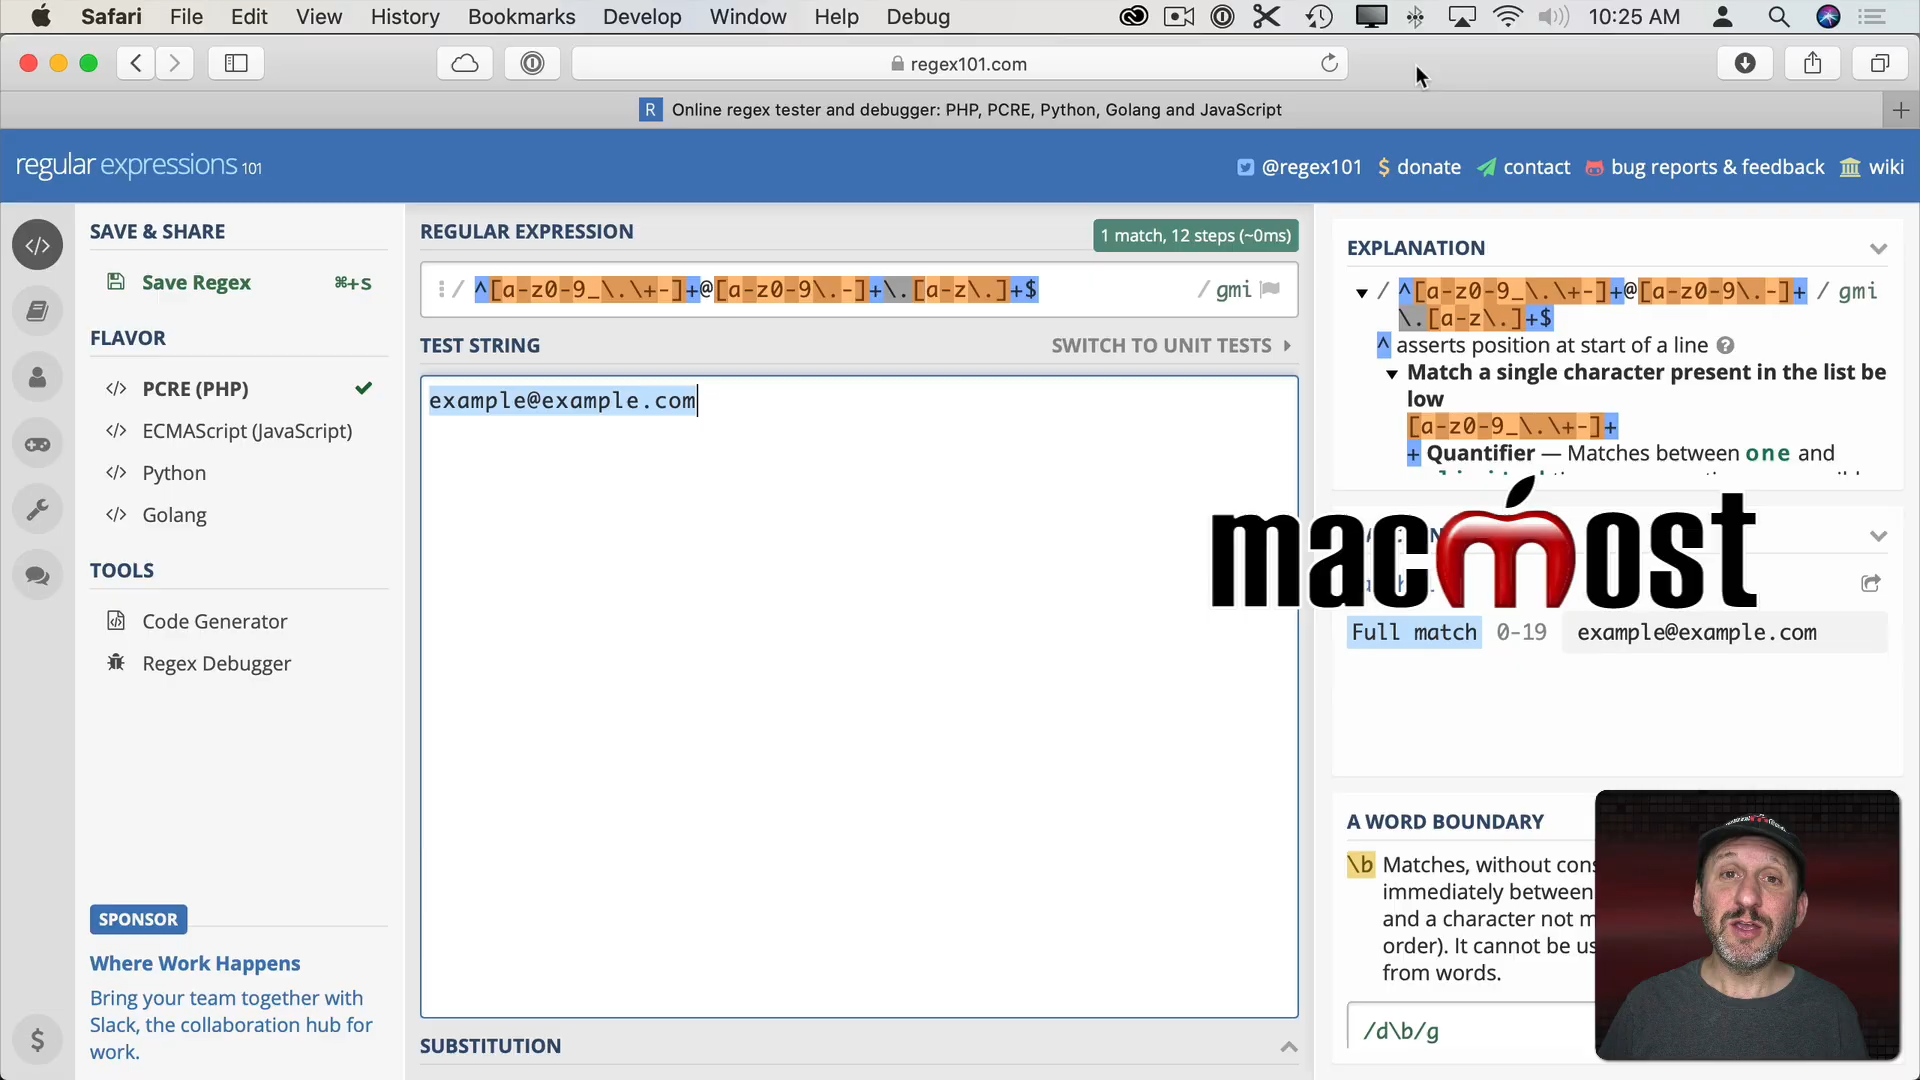 Safari File Edit View History Bookmarks Develop Window Help Debug 10:25 AM
regex101.com
R Online regex tester and debugger: PHP, PCRE, Python, Golang and JavaScript
regular expressions 101
@regex101 $ donate contact bug reports & feedback wiki
SAVE & SHARE
Save Regex ⌘+S
FLAVOR
</> PCRE (PHP)
</> ECMAScript (JavaScript)
</> Python
</> Golang
TOOLS
Code Generator
Regex Debugger
SPONSOR
Where Work Happens
Bring your team together with
Slack, the collaboration hub for
work.
REGULAR EXPRESSION
1 match, 12 steps (~0ms)
/ ^[a-z0-9_\.\+-]+@[a-z0-9\.-]+\.[a-z\.]+$ / gmi
TEST STRING
SWITCH TO UNIT TESTS
example@example.com
SUBSTITUTION
EXPLANATION
/ ^[a-z0-9_\.\+-]+@[a-z0-9\.-]+ / gmi
\.[a-z\.]+$
^ asserts position at start of a line
Match a single character present in the list be
low
[a-z0-9_\.\+-]+
+ Quantifier — Matches between one and
macmost
Full match 0-19 example@example.com
A WORD BOUNDARY
\b Matches, without cons
immediately between
and a character not m
order). It cannot be us
from words.
/d\b/g
$